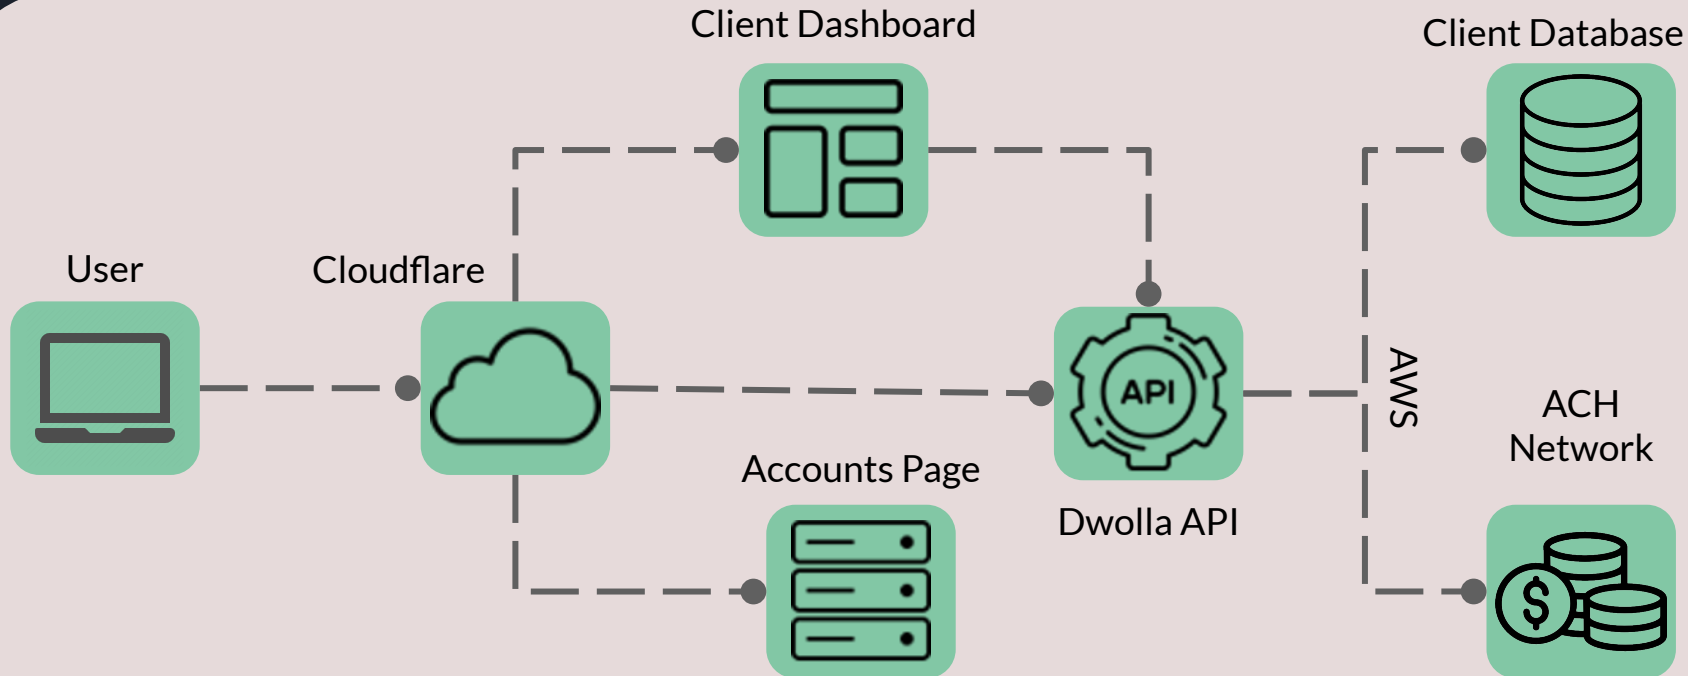 Client Dashboard
Client Database
User
Cloudflare
API
AWS
ACH
Network
Accounts Page
Dwolla API
$